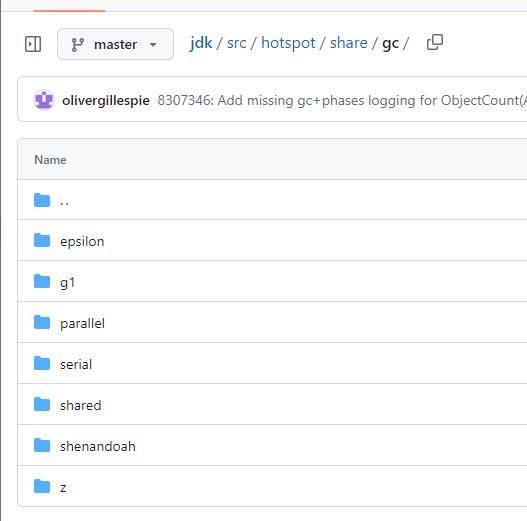 master jdk / src / hotspot / share / gc /
olivergillespie 8307346: Add missing gc+phases logging for ObjectCount(A
Name
..
epsilon
g1
parallel
serial
shared
shenandoah
z